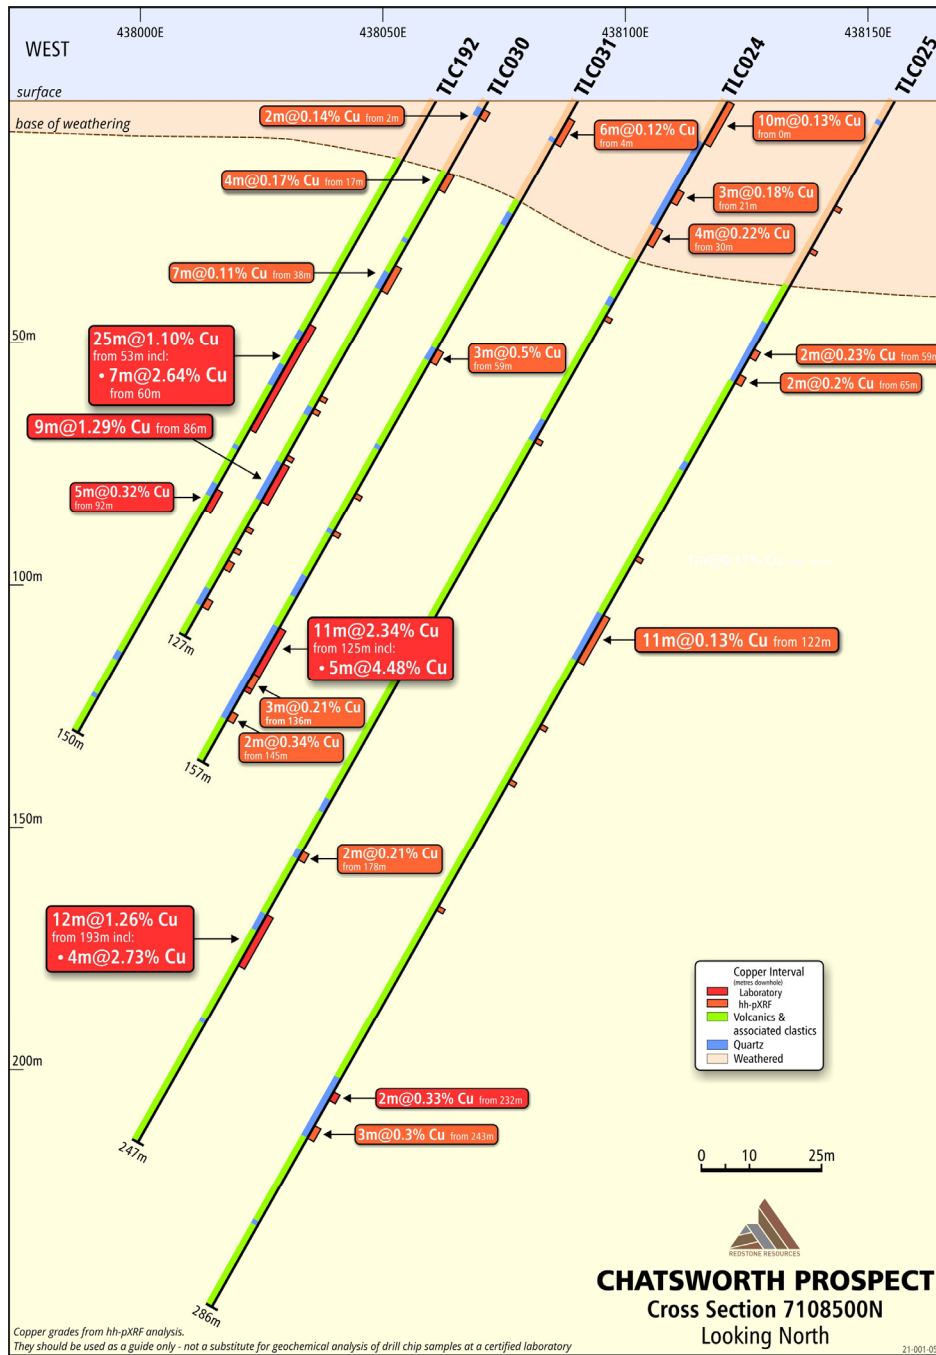 438000E
438050E
438100E
438150E
WEST
TLC192
TLC030
TLC031
TLC024
TLC025
surface
base of weathering
2m@0.14% Cu from 2m
6m@0.12% Cu
from 4m
10m@0.13% Cu
from 0m
4m@0.17% Cu from 17m
3m@0.18% Cu
from 21m
4m@0.22% Cu
from 30m
7m@0.11% Cu from 38m
50m
25m@1.10% Cu
from 53m incl:
• 7m@2.64% Cu
from 60m
3m@0.5% Cu
from 59m
2m@0.23% Cu from 59m
2m@0.2% Cu from 65m
9m@1.29% Cu from 86m
5m@0.32% Cu
from 92m
100m
127m
11m@2.34% Cu
from 125m incl:
• 5m@4.48% Cu
11m@0.13% Cu from 122m
3m@0.21% Cu
from 136m
2m@0.34% Cu
from 145m
150m
157m
150m
2m@0.21% Cu
from 178m
12m@1.26% Cu
from 193m incl:
• 4m@2.73% Cu
Copper Interval
(metres downhole)
Laboratory
hh-pXRF
Volcanics &
associated clastics
Quartz
Weathered
200m
2m@0.33% Cu from 232m
3m@0.3% Cu from 243m
247m
0 10 25m
REDSTONE RESOURCES
CHATSWORTH PROSPECT
Cross Section 7108500N
Looking North
286m
Copper grades from hh-pXRF analysis.
They should be used as a guide only - not a substitute for geochemical analysis of drill chip samples at a certified laboratory
21-001-05